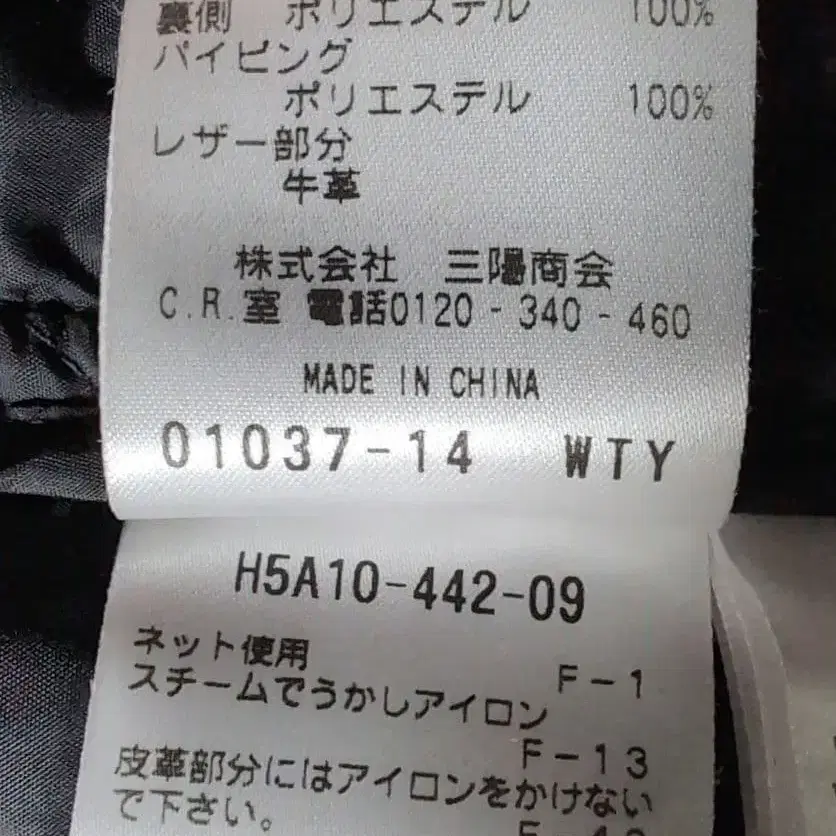 裏側 ポリエステル 100%
パイピング
ポリエステル 100%
レザー部分
牛革
株式会社 三陽商会
C.R.室 電話0120-340-460
MADE IN CHINA
01037-14 WTY
H5A10-442-09
ネット使用 F-1
スチームでうかしアイロン
F-13
皮革部分にはアイロンをかけない
で下さい。